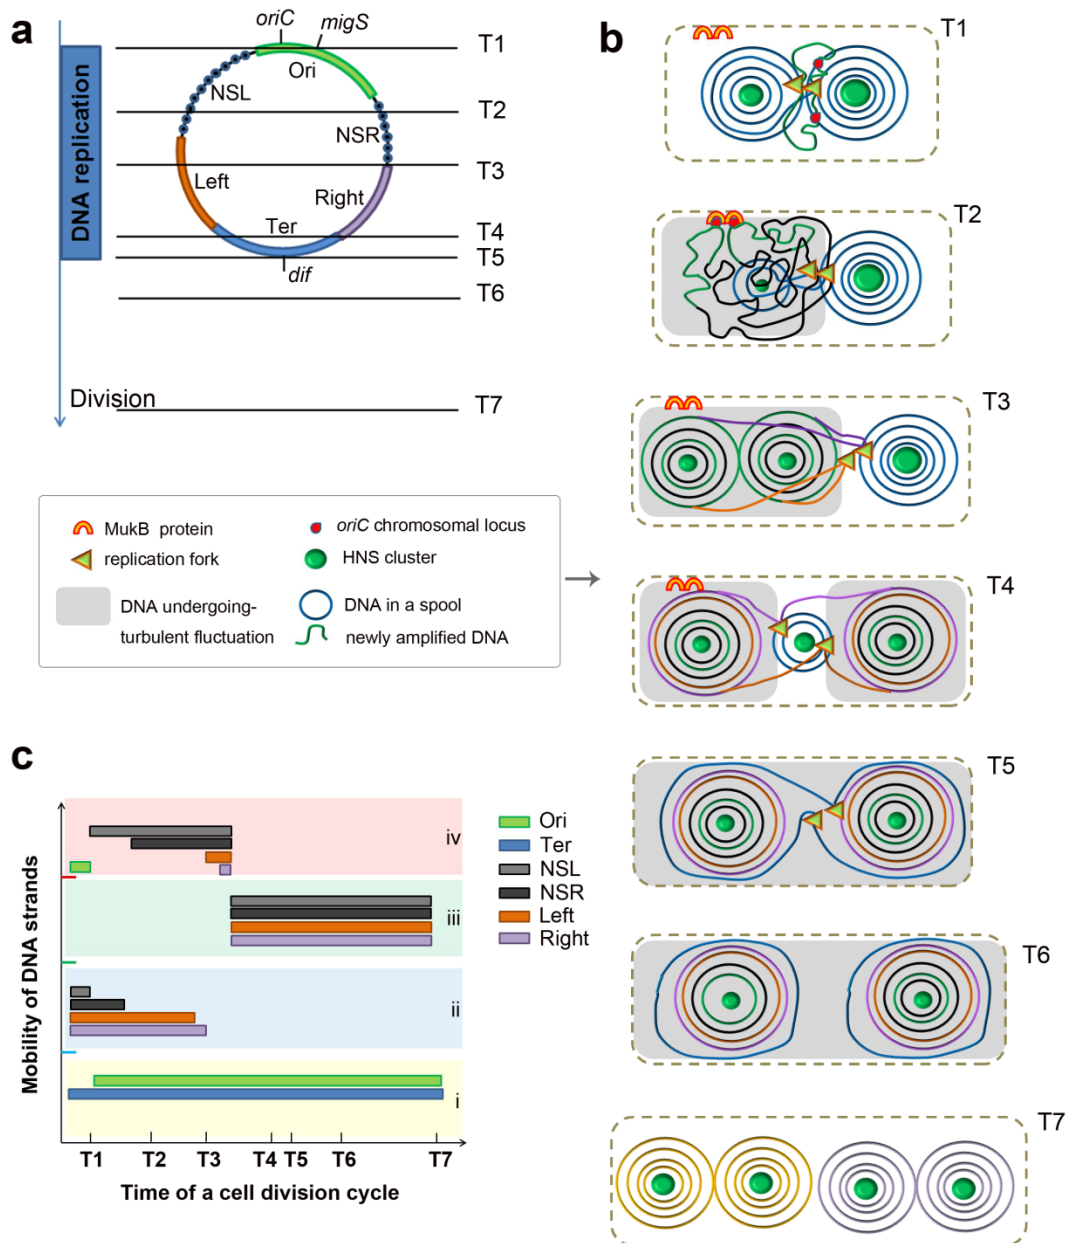 a
oriC
migS
T1
Ori
NSL
T2
NSR
DNA replication
T3
Left
Right
Ter
T4
T5
dif
T6
Division
T7
MukB protein
oriC chromosomal locus
replication fork
HNS cluster
DNA undergoing-
turbulent fluctuation
DNA in a spool
newly amplified DNA
b
T1
T2
T3
T4
T5
T6
T7
c
Mobility of DNA strands
iv
iii
ii
i
T1
T2
T3
T4
T5
T6
T7
Time of a cell division cycle
Ori
Ter
NSL
NSR
Left
Right